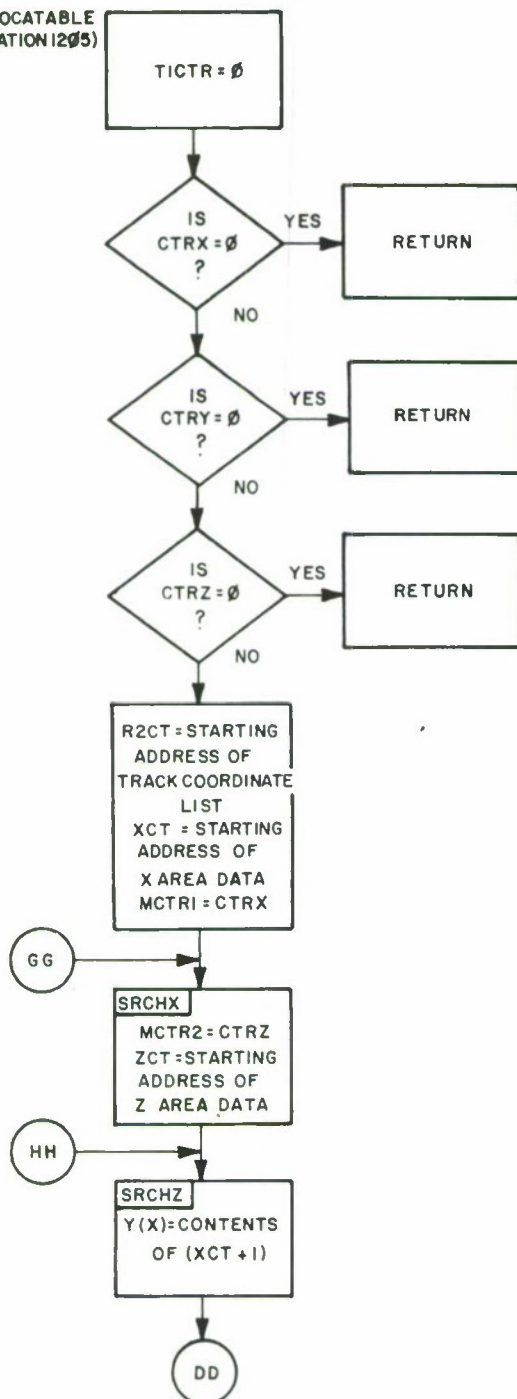 OCATABLE
ATION 12Ø5)
TICTR = Ø
IS
CTRX = Ø
?
YES
RETURN
NO
IS
CTRY = Ø
?
YES
RETURN
NO
IS
CTRZ = Ø
?
YES
RETURN
NO
R2CT = STARTING
ADDRESS OF
TRACK COORDINATE
LIST
XCT = STARTING
ADDRESS OF
X AREA DATA
MCTR1 = CTRX
GG
SRCHX
MCTR2 = CTRZ
ZCT = STARTING
ADDRESS OF
Z AREA DATA
HH
SRCHZ
Y(X) = CONTENTS
OF (XCT + 1)
DD